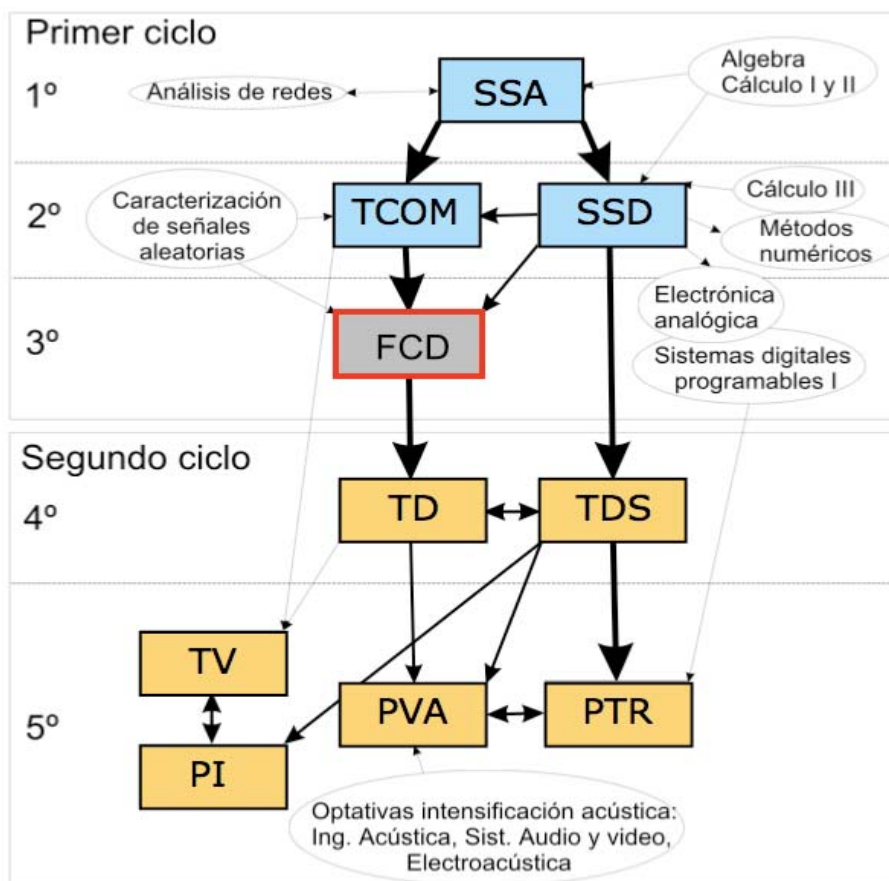 Primer ciclo
1º
Análisis de redes
SSA
Algebra
Cálculo I y II
2º
Caracterización
de señales
aleatorias
TCOM
SSD
Cálculo III
Métodos
numéricos
3º
FCD
Electrónica
analógica
Sistemas digitales
programables I
Segundo ciclo
4º
TD
TDS
5º
TV
PVA
PTR
PI
Optativas intensificación acústica:
Ing. Acústica, Sist. Audio y video,
Electroacústica